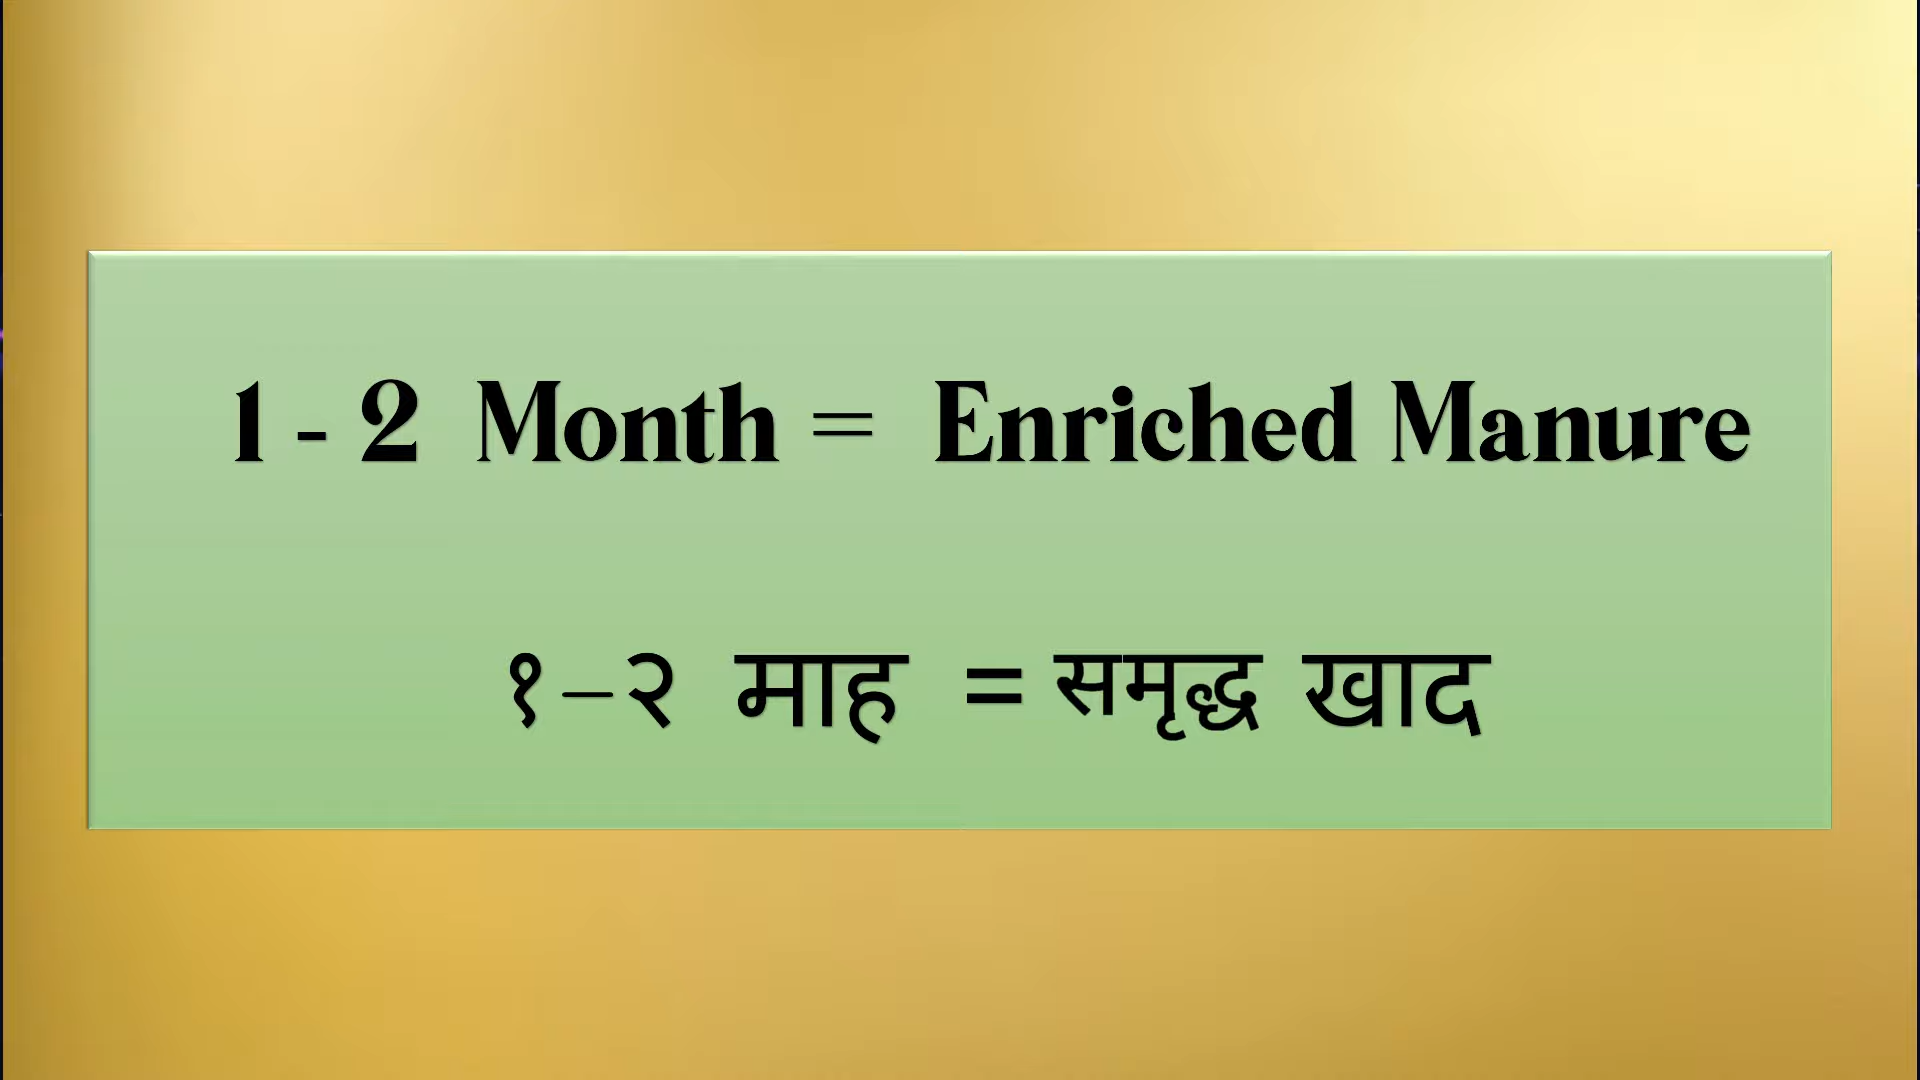 1 - 2 Month = Enriched Manure
१–२ माह = समृद्ध खाद